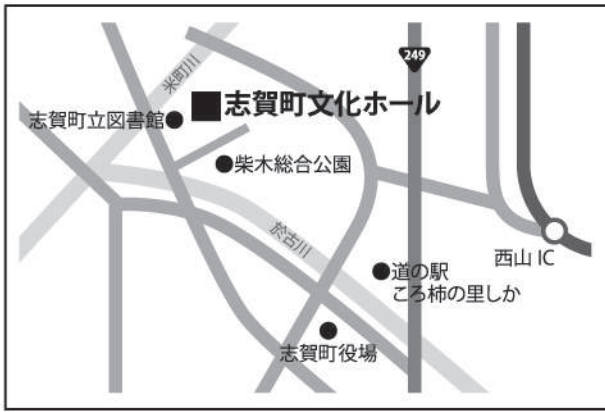 249
米町川
志賀町文化ホール
志賀町立図書館
柴木総合公園
於古川
西山 IC
道の駅
ころ柿の里しか
志賀町役場